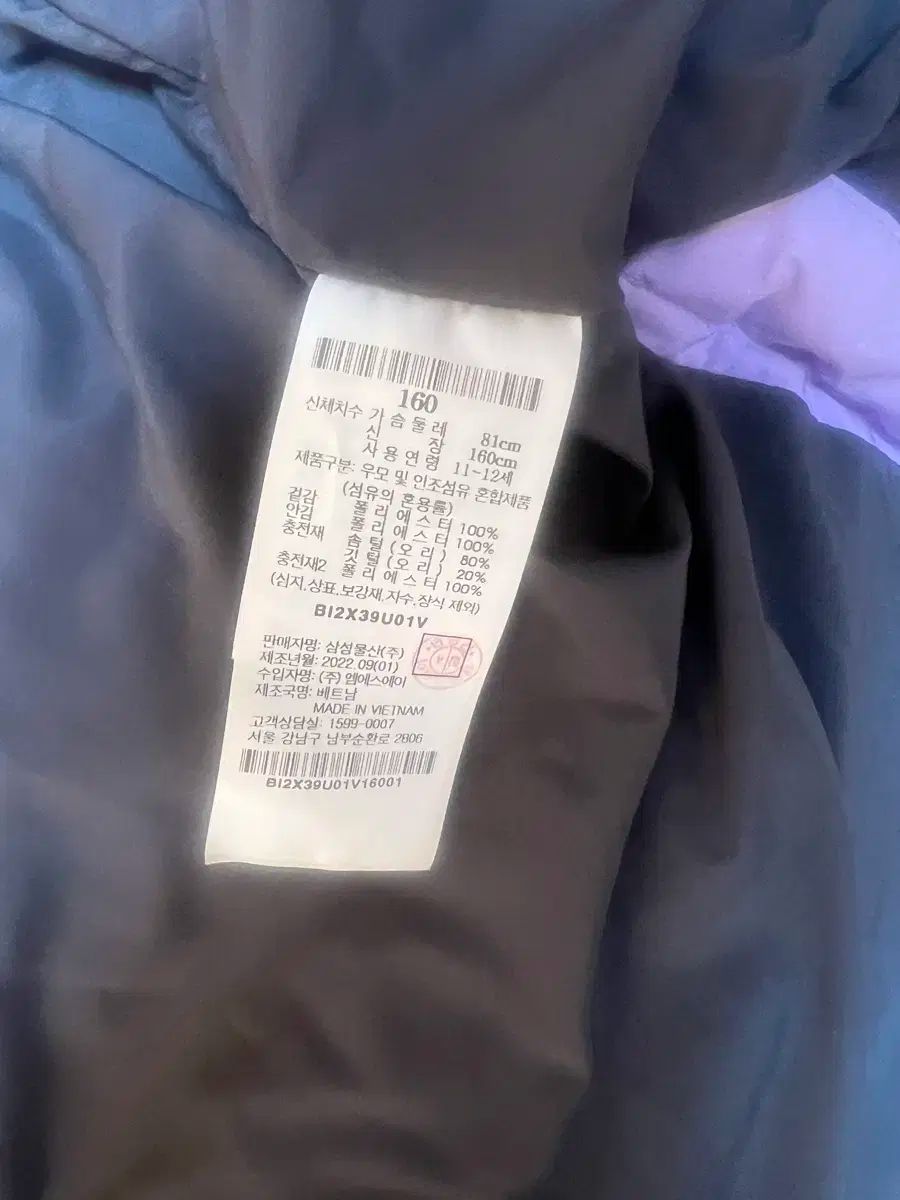 160
신체치수 가 슴 둘 레 81cm
신 장 160cm
사 용 연 령 11-12세
제품구분: 우모 및 인조섬유 혼합제품
(섬유의 혼용률)
겉감 폴 리 에 스 터 100%
안감 폴 리 에 스 터 100%
충전재 솜 털 ( 오 리 ) 80%
깃 털 ( 오 리 ) 20%
충전재2 폴 리 에 스 터 100%
(심지,상표,보강재,자수,장식 제외)
BI2X39U01V
판매자명: 삼성물산(주)
제조년월: 2022.09(01)
수입자명: (주) 엠에스에이
제조국명: 베트남
MADE IN VIETNAM
고객상담실: 1599-0007
서울 강남구 남부순환로 2806
BI2X39U01V16001